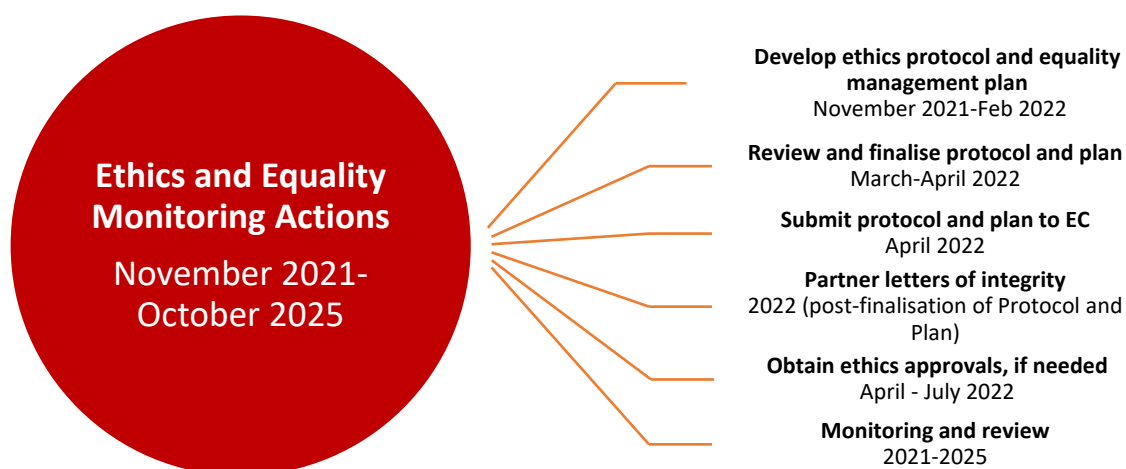 Ethics and Equality
Monitoring Actions
November 2021-
October 2025
Develop ethics protocol and equality
management plan
November 2021-Feb 2022
Review and finalise protocol and plan
March-April 2022
Submit protocol and plan to EC
April 2022
Partner letters of integrity
2022 (post-finalisation of Protocol and
Plan)
Obtain ethics approvals, if needed
April - July 2022
Monitoring and review
2021-2025